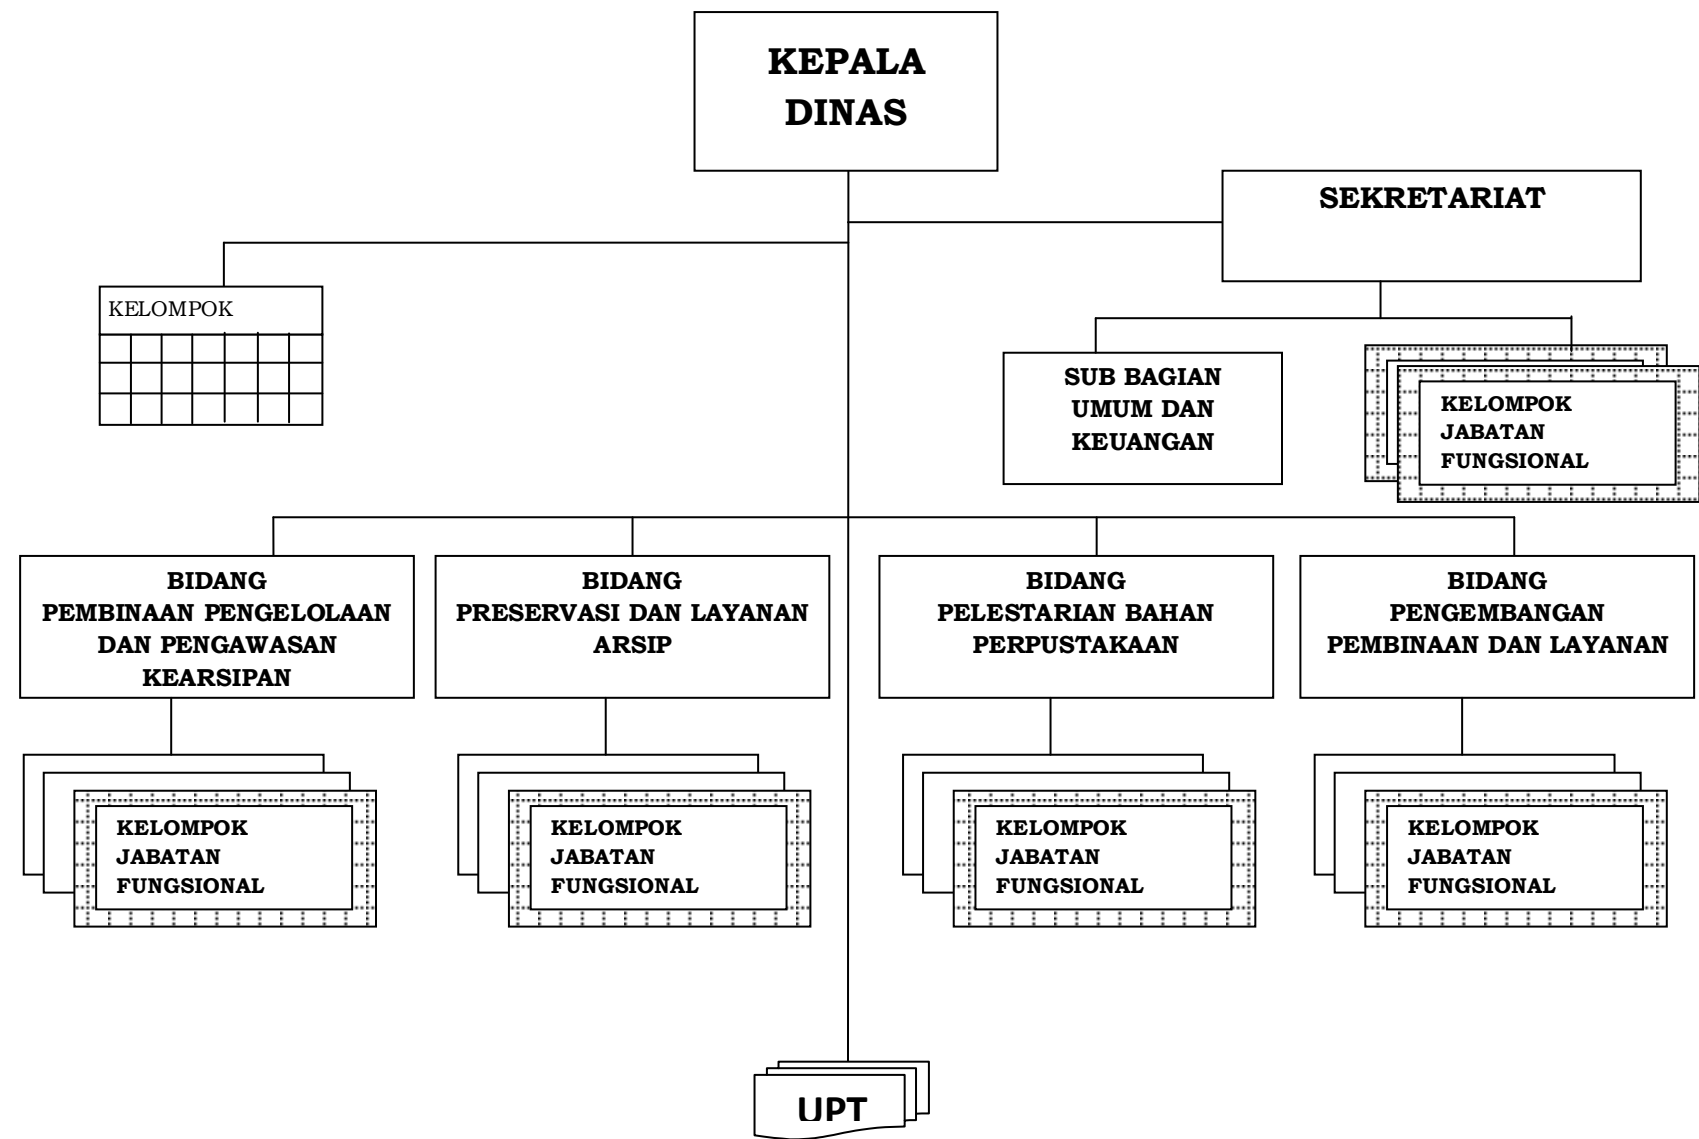 KEPALA
DINAS
SEKRETARIAT
KELOMPOK
SUB BAGIAN
UMUM DAN
KEUANGAN
KELOMPOK
JABATAN
FUNGSIONAL
BIDANG
PEMBINAAN PENGELOLAAN
DAN PENGAWASAN
KEARSIPAN
BIDANG
PRESERVASI DAN LAYANAN
ARSIP
BIDANG
PELESTARIAN BAHAN
PERPUSTAKAAN
BIDANG
PENGEMBANGAN
PEMBINAAN DAN LAYANAN
KELOMPOK
JABATAN
FUNGSIONAL
KELOMPOK
JABATAN
FUNGSIONAL
KELOMPOK
JABATAN
FUNGSIONAL
KELOMPOK
JABATAN
FUNGSIONAL
UPT